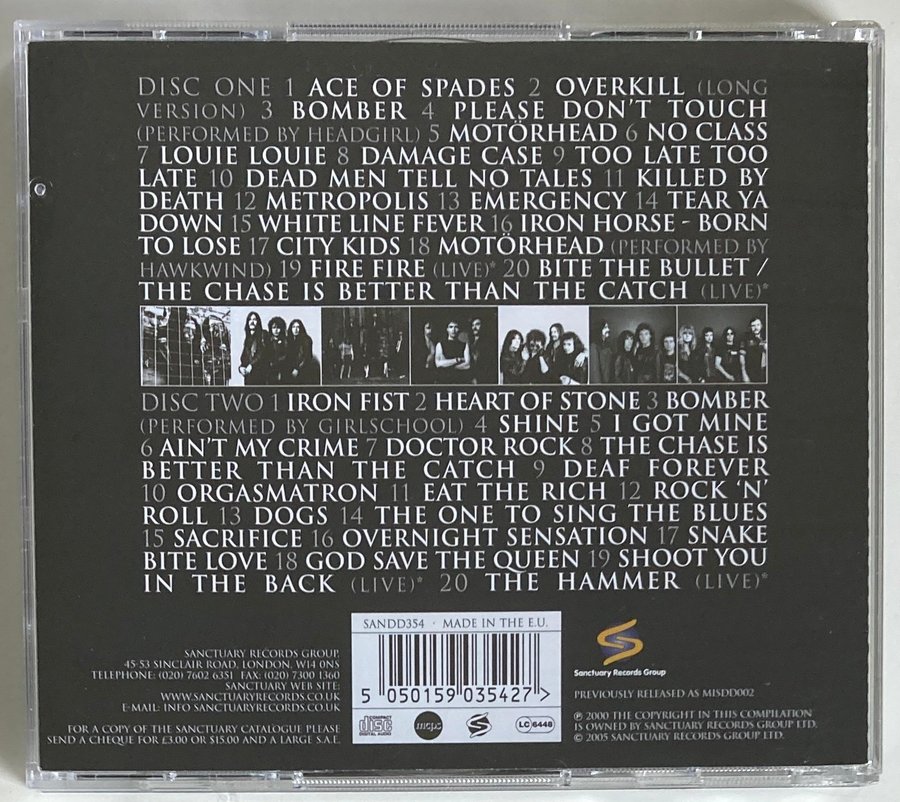 DISC ONE 1 ACE OF SPADES 2 OVERKILL (LONG
VERSION) 3 BOMBER 4 PLEASE DON'T TOUCH
(PERFORMED BY HEADGIRL) 5 MOTÖRHEAD 6 NO CLASS
7 LOUIE LOUIE 8 DAMAGE CASE 9 TOO LATE TOO
LATE 10 DEAD MEN TELL NO TALES 11 KILLED BY
DEATH 12 METROPOLIS 13 EMERGENCY 14 TEAR YA
DOWN 15 WHITE LINE FEVER 16 IRON HORSE - BORN
TO LOSE 17 CITY KIDS 18 MOTÖRHEAD (PERFORMED BY
HAWKWIND) 19 FIRE FIRE (LIVE)* 20 BITE THE BULLET /
THE CHASE IS BETTER THAN THE CATCH (LIVE)*
DISC TWO 1 IRON FIST 2 HEART OF STONE 3 BOMBER
(PERFORMED BY GIRLSCHOOL) 4 SHINE 5 I GOT MINE
6 AIN'T MY CRIME 7 DOCTOR ROCK 8 THE CHASE IS
BETTER THAN THE CATCH 9 DEAF FOREVER
10 ORGASMATRON 11 EAT THE RICH 12 ROCK 'N'
ROLL 13 DOGS 14 THE ONE TO SING THE BLUES
15 SACRIFICE 16 OVERNIGHT SENSATION 17 SNAKE
BITE LOVE 18 GOD SAVE THE QUEEN 19 SHOOT YOU
IN THE BACK (LIVE)* 20 THE HAMMER (LIVE)*
SANCTUARY RECORDS GROUP,
45-53 SINCLAIR ROAD, LONDON, W14 0NS
TELEPHONE: (020) 7602 6351 FAX: (020) 7300 1360
SANCTUARY WEB SITE:
WWW.SANCTUARYRECORDS.CO.UK
E-MAIL: INFO SANCTUARYRECORDS.CO.UK
FOR A COPY OF THE SANCTUARY CATALOGUE PLEASE
SEND A CHEQUE FOR £3.00 OR $15.00 AND A LARGE S.A.E.
SANDD354 · MADE IN THE E.U.
5 050159 035427 >
COMPACT disc DIGITAL AUDIO
mcps
LC 6448
Sanctuary Records Group
PREVIOUSLY RELEASED AS MISDD002
℗ 2000 THE COPYRIGHT IN THIS COMPILATION
IS OWNED BY SANCTUARY RECORDS GROUP LTD.
© 2005 SANCTUARY RECORDS GROUP LTD.